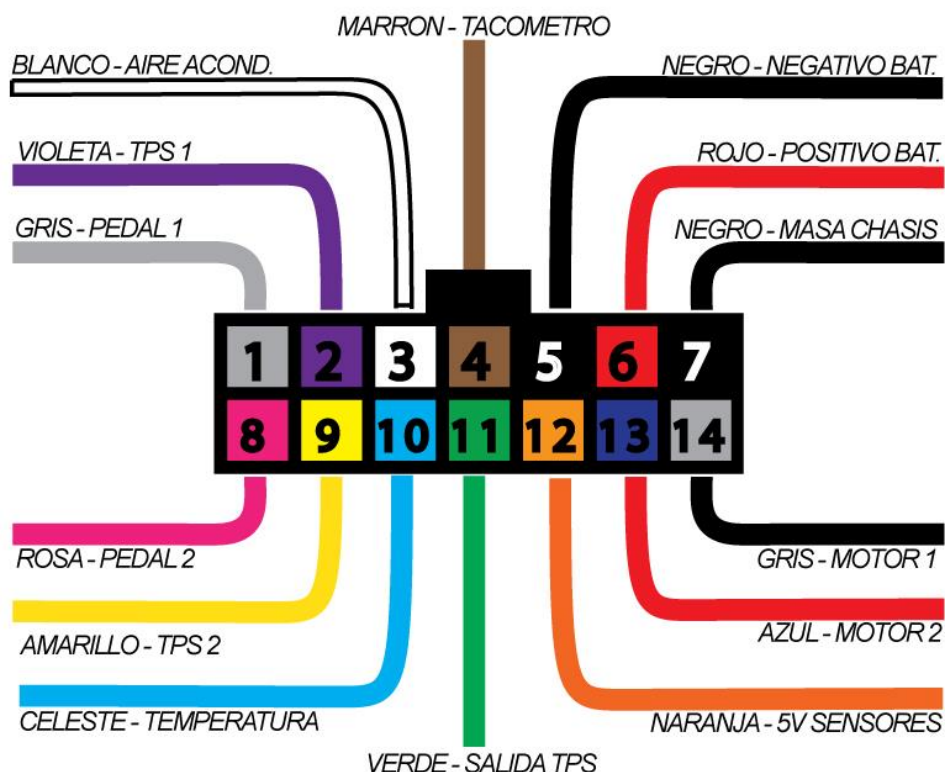 MARRON - TACOMETRO
BLANCO - AIRE ACOND.
NEGRO - NEGATIVO BAT.
VIOLETA - TPS 1
ROJO - POSITIVO BAT.
GRIS - PEDAL 1
NEGRO - MASA CHASIS
1 2 3 4 5 6 7
8 9 10 11 12 13 14
ROSA - PEDAL 2
GRIS - MOTOR 1
AMARILLO - TPS 2
AZUL - MOTOR 2
CELESTE - TEMPERATURA
NARANJA - 5V SENSORES
VERDE - SALIDA TPS